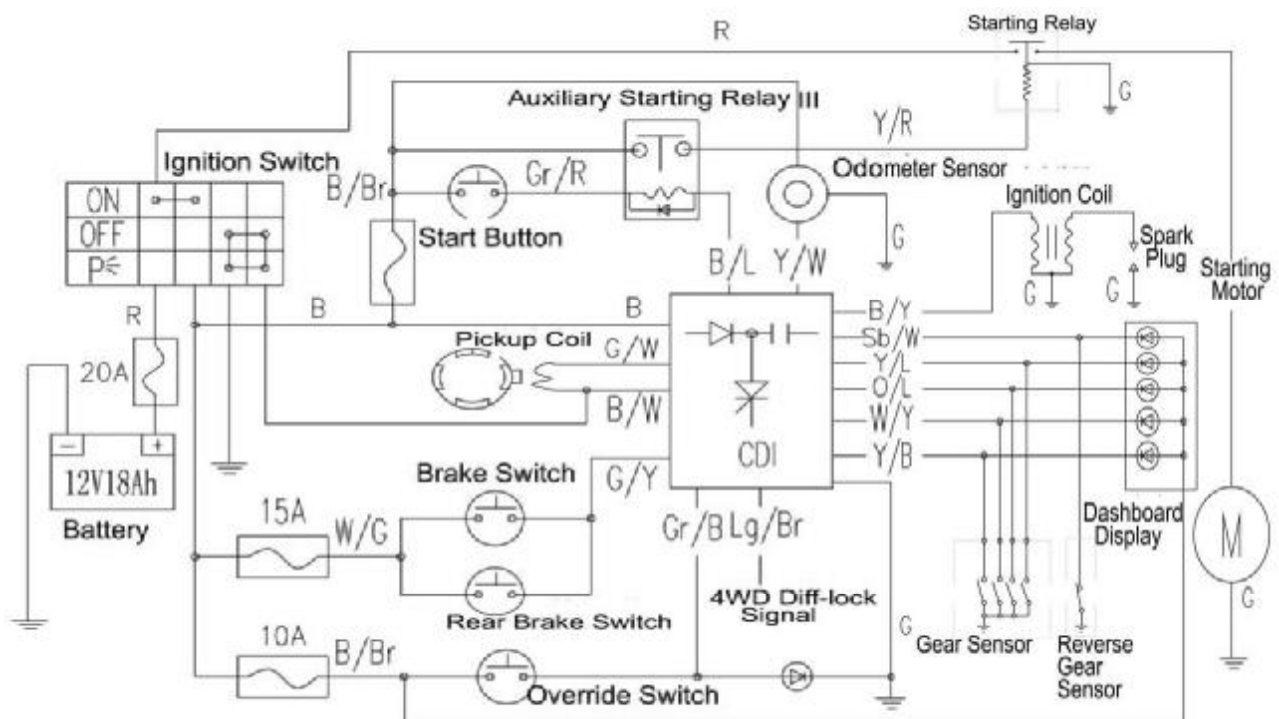 Starting Relay
R
Auxiliary Starting Relay III
G
Y/R
Ignition Switch
Odometer Sensor
B/Br
Gr/R
Ignition Coil
ON
OFF
P
Start Button
G
Spark
Plug
Starting
Motor
B/L
Y/W
G
G
R
B
B
B/Y
Pickup Coil
G/W
Sb/W
Y/L
20A
O/L
B/W
W/Y
- +
CDI
Y/B
12V18Ah
Brake Switch
G/Y
Battery
15A
W/G
Gr/B
Lg/Br
Dashboard
Display
M
4WD Diff-lock
Signal
G
G
Rear Brake Switch
10A
B/Br
Gear Sensor
Reverse
Gear
Sensor
Override Switch